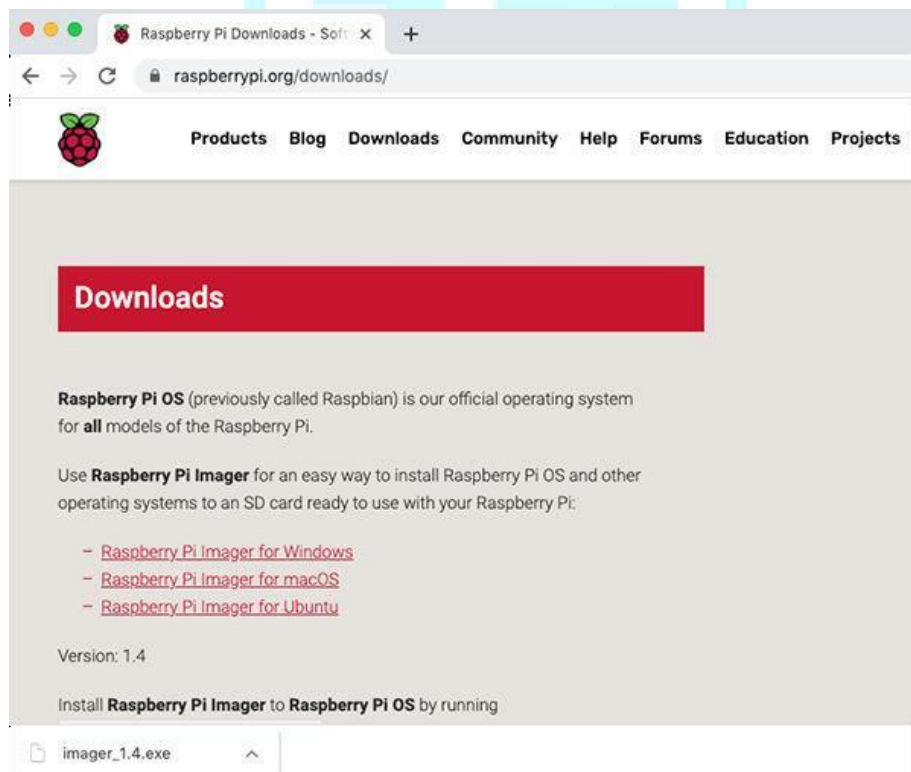 Raspberry Pi Downloads - Soft
raspberrypi.org/downloads/
Products Blog Downloads Community Help Forums Education Projects
Downloads
Raspberry Pi OS (previously called Raspbian) is our official operating system
for all models of the Raspberry Pi.
Use Raspberry Pi Imager for an easy way to install Raspberry Pi OS and other
operating systems to an SD card ready to use with your Raspberry Pi:
– Raspberry Pi Imager for Windows
– Raspberry Pi Imager for macOS
– Raspberry Pi Imager for Ubuntu
Version: 1.4
Install Raspberry Pi Imager to Raspberry Pi OS by running
imager_1.4.exe